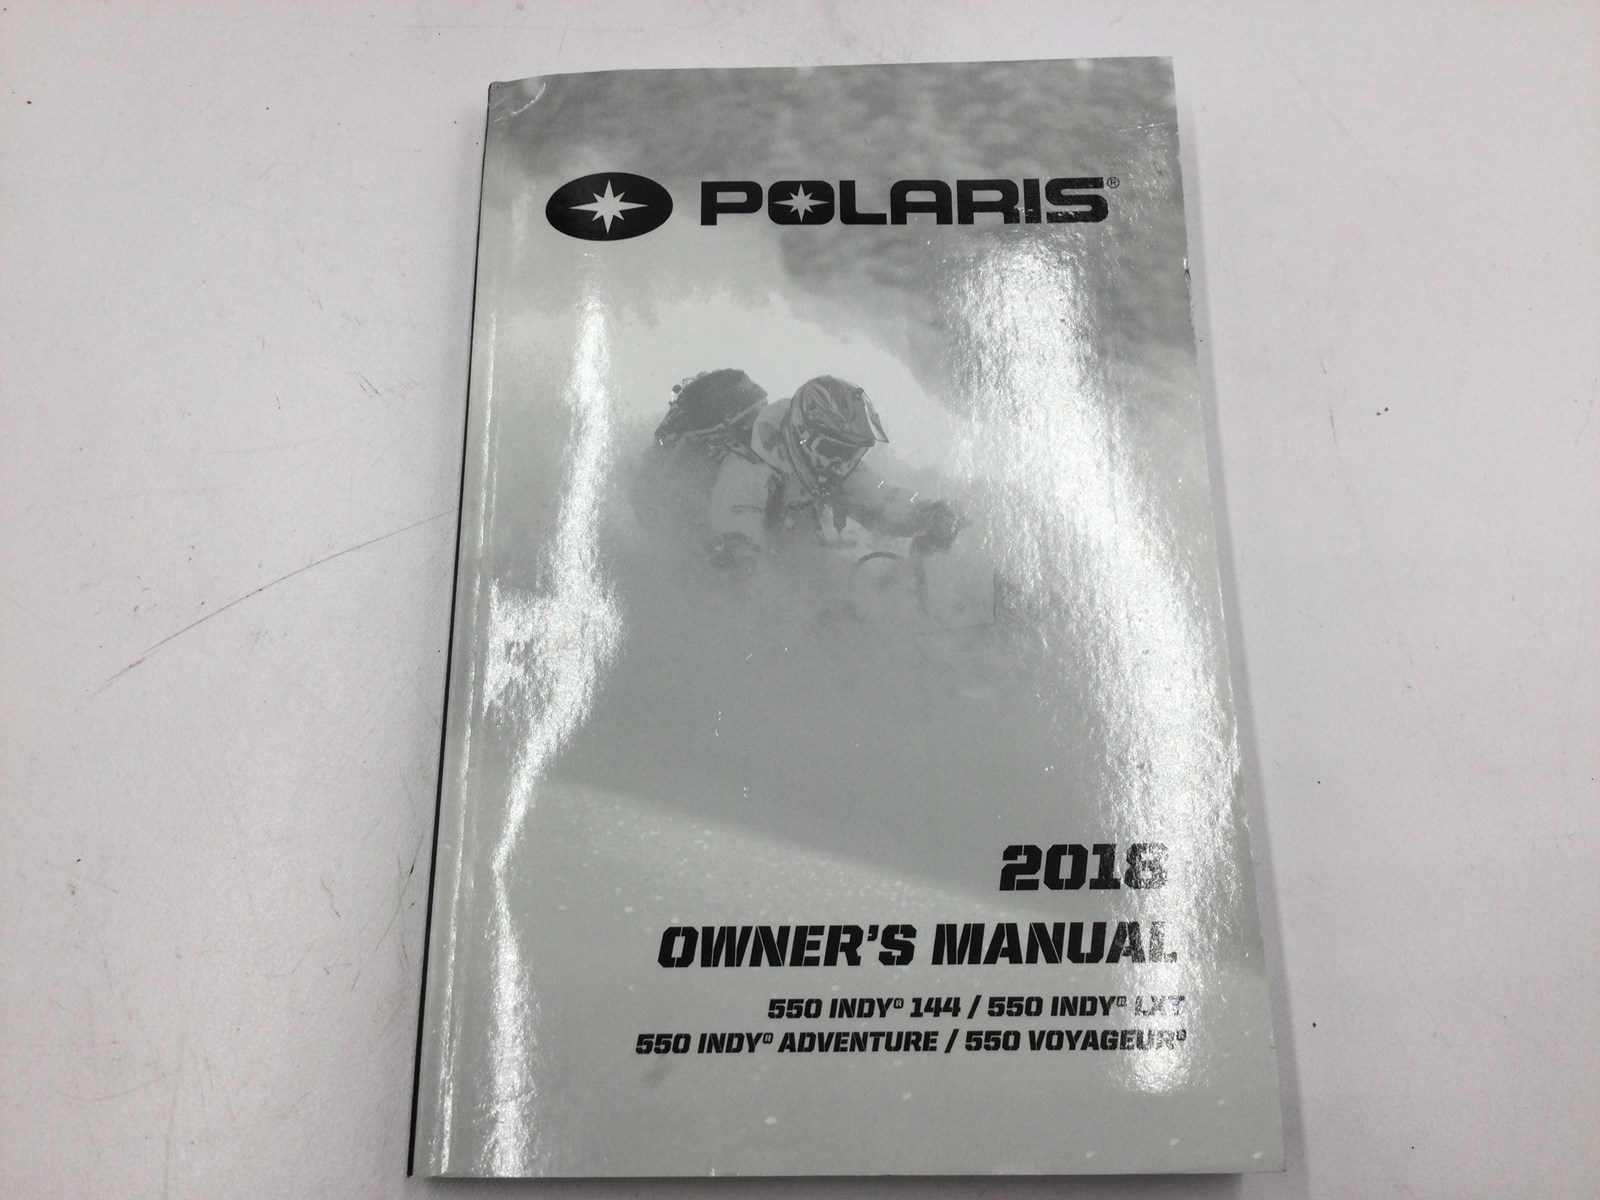 POLARIS®
2018
OWNER'S MANUAL
550 INDY® 144 / 550 INDY® LXT
550 INDY® ADVENTURE / 550 VOYAGEUR®